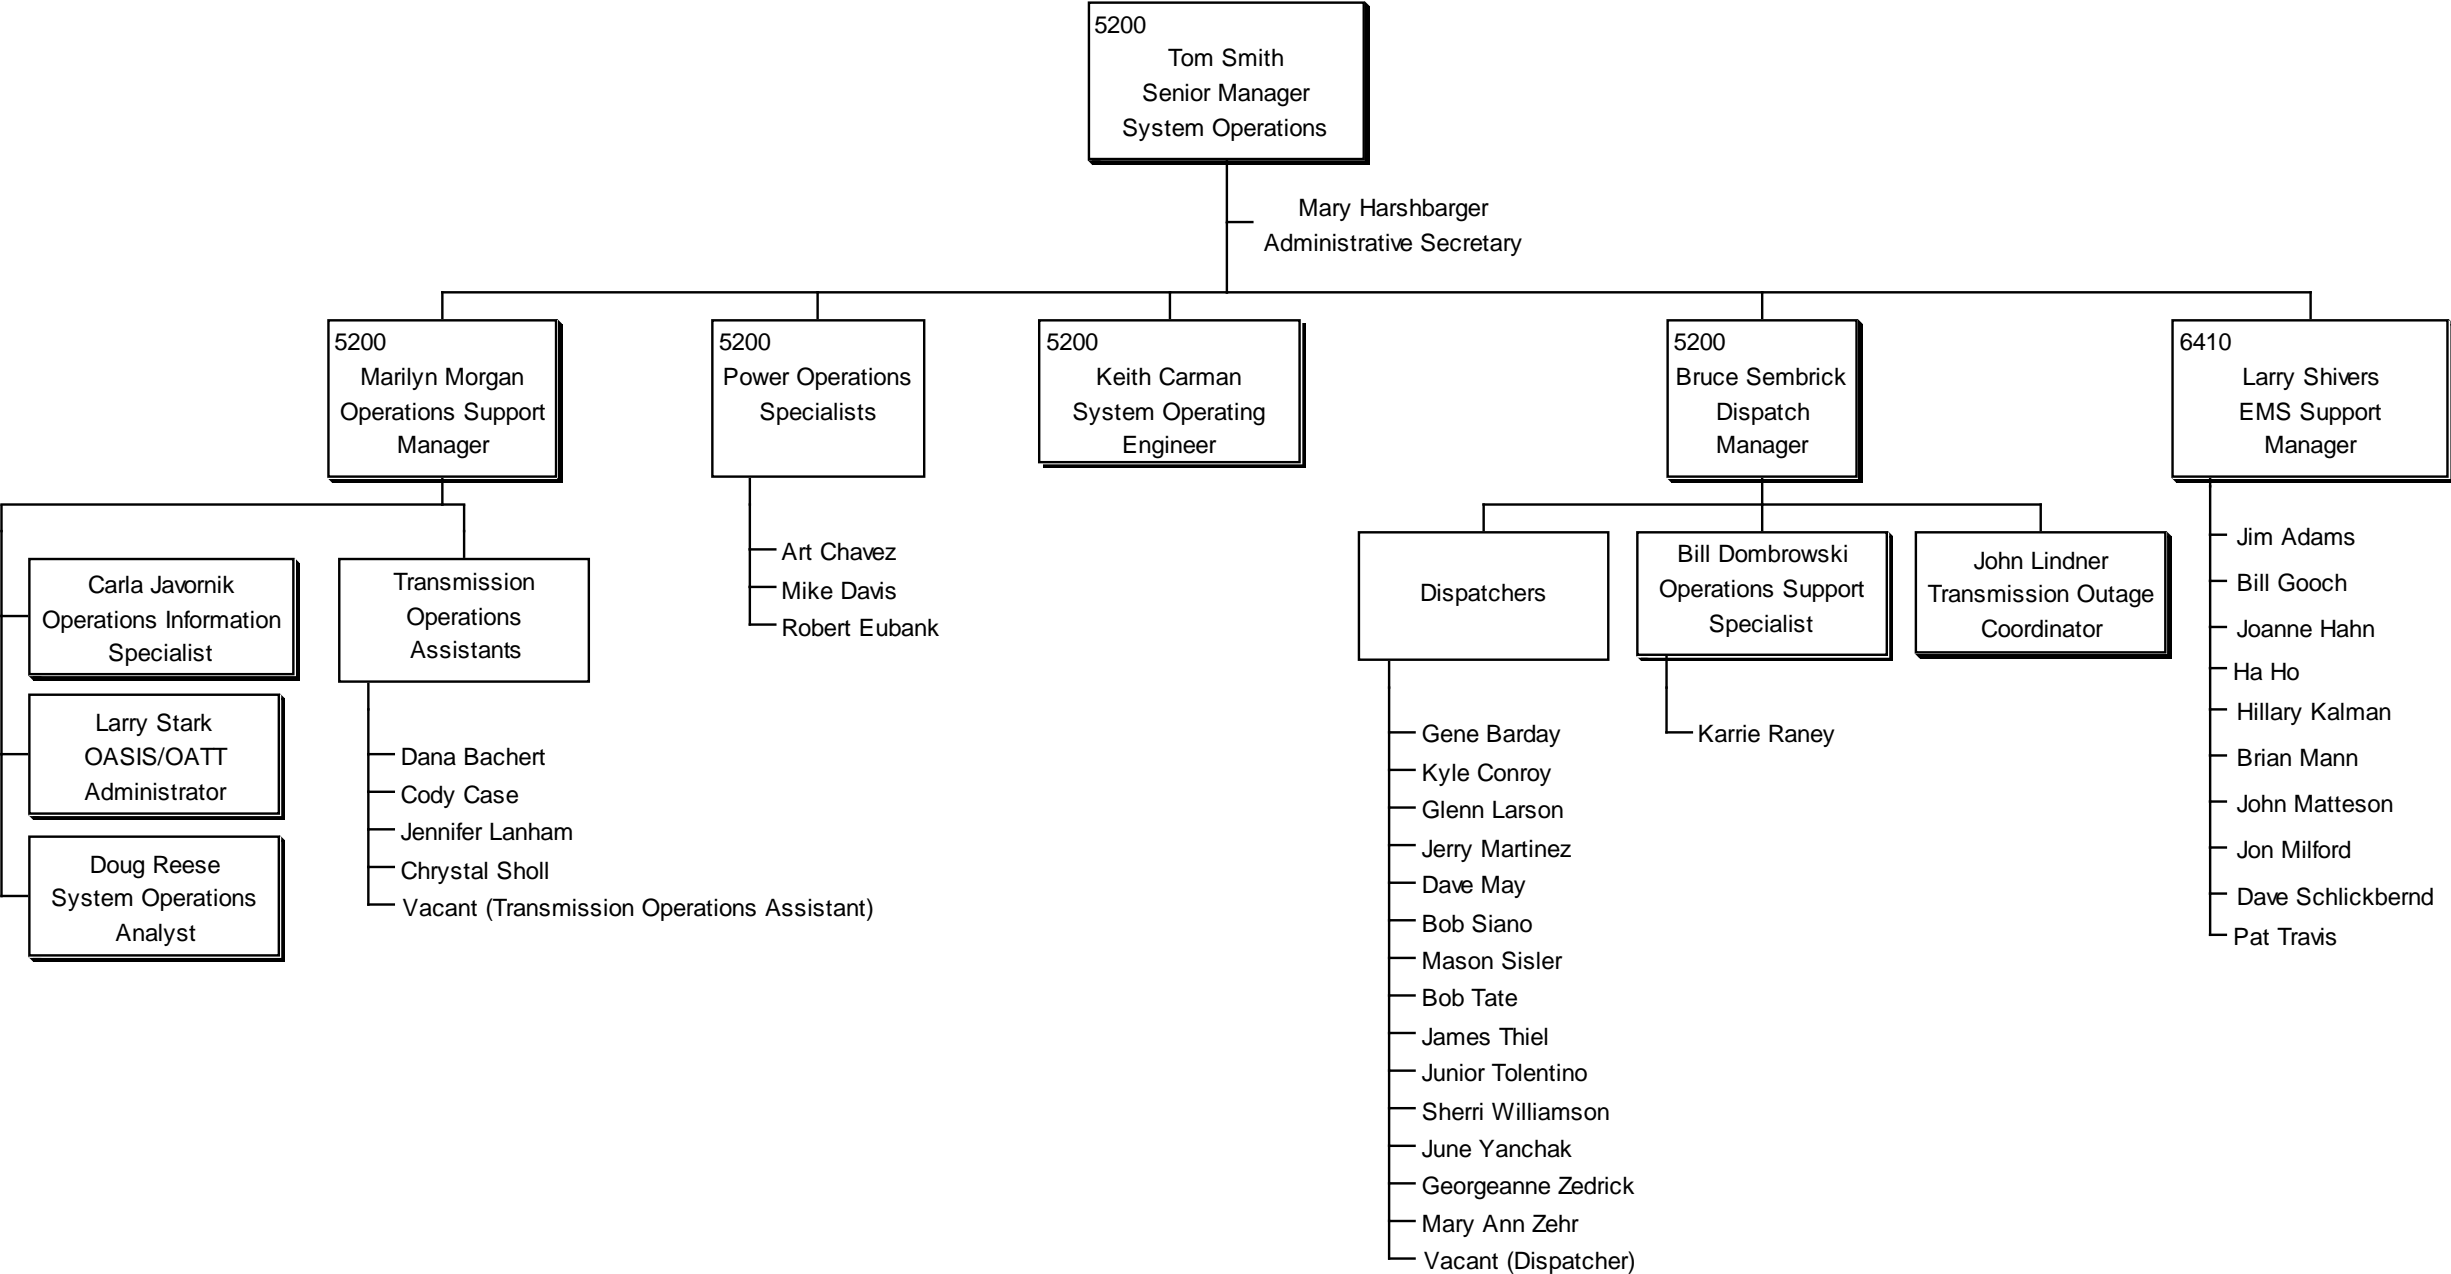 5200
Tom Smith
Senior Manager
System Operations
Mary Harshbarger
Administrative Secretary
5200
Marilyn Morgan
Operations Support
Manager
5200
Power Operations
Specialists
5200
Keith Carman
System Operating
Engineer
5200
Bruce Sembrick
Dispatch
Manager
6410
Larry Shivers
EMS Support
Manager
Carla Javornik
Operations Information
Specialist
Larry Stark
OASIS/OATT
Administrator
Doug Reese
System Operations
Analyst
Transmission
Operations
Assistants
Dana Bachert
Cody Case
Jennifer Lanham
Chrystal Sholl
Vacant (Transmission Operations Assistant)
Art Chavez
Mike Davis
Robert Eubank
Dispatchers
Gene Barday
Kyle Conroy
Glenn Larson
Jerry Martinez
Dave May
Bob Siano
Mason Sisler
Bob Tate
James Thiel
Junior Tolentino
Sherri Williamson
June Yanchak
Georgeanne Zedrick
Mary Ann Zehr
Vacant (Dispatcher)
Bill Dombrowski
Operations Support
Specialist
Karrie Raney
John Lindner
Transmission Outage
Coordinator
Jim Adams
Bill Gooch
Joanne Hahn
Ha Ho
Hillary Kalman
Brian Mann
John Matteson
Jon Milford
Dave Schlickbernd
Pat Travis